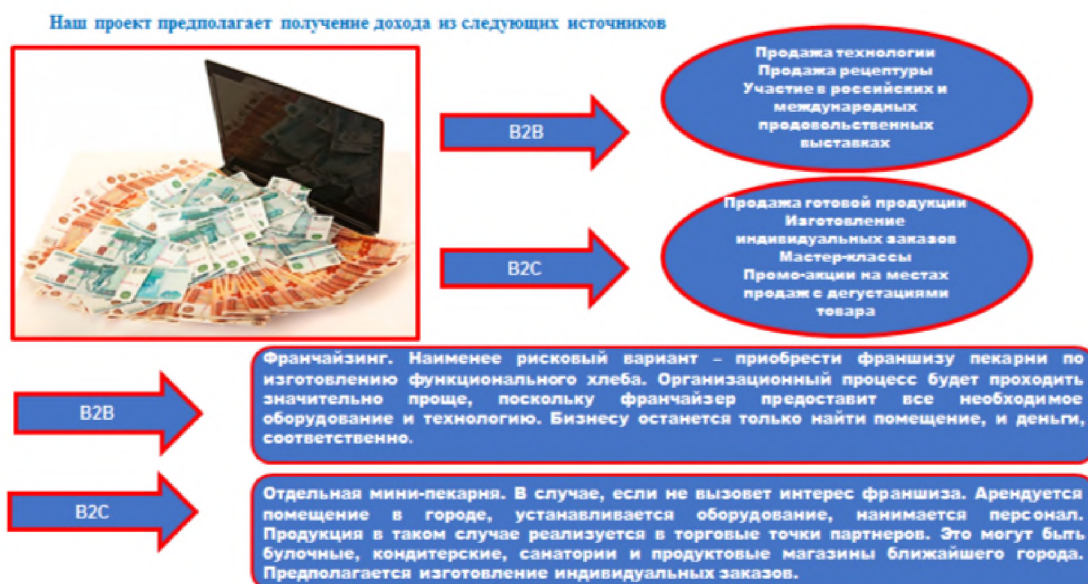 Наш проект предполагает получение дохода из следующих источников
B2B
Продажа технологии
Продажа рецептуры
Участие в российских и
международных
продовольственных
выставках
B2C
Продажа готовой продукции
Изготовление
индивидуальных заказов
Мастер-классы
Промо-акции на местах
продаж с дегустациями
товара
B2B
Франчайзинг. Наименее рисковый вариант – приобрести франшизу пекарни по
изготовлению функционального хлеба. Организационный процесс будет проходить
значительно проще, поскольку франчайзер предоставит все необходимое
оборудование и технологию. Бизнесу останется только найти помещение, и деньги,
соответственно.
B2C
Отдельная мини-пекарня. В случае, если не вызовет интерес франшиза. Арендуется
помещение в городе, устанавливается оборудование, нанимается персонал.
Продукция в таком случае реализуется в торговые точки партнеров. Это могут быть
булочные, кондитерские, санатории и продуктовые магазины ближайшего города.
Предполагается изготовление индивидуальных заказов.